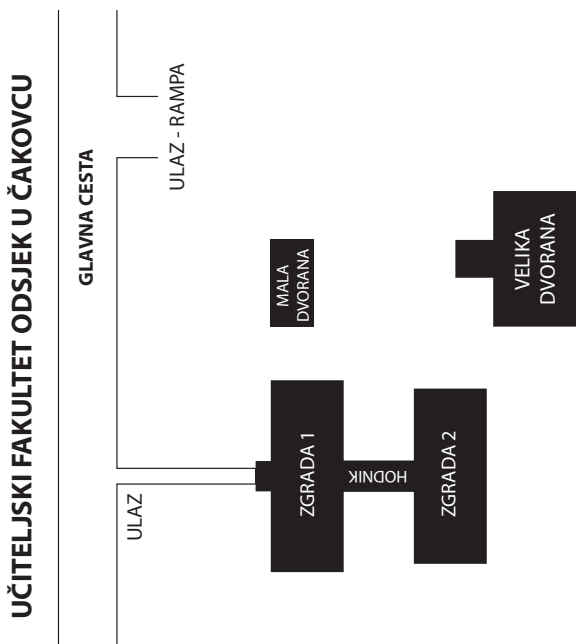 UČITELJSKI FAKULTET ODSJEK U ČAKOVCU
GLAVNA CESTA
ULAZ
ULAZ - RAMPA
ZGRADA 1
MALA
DVORANA
HODNIK
ZGRADA 2
VELIKA
DVORANA